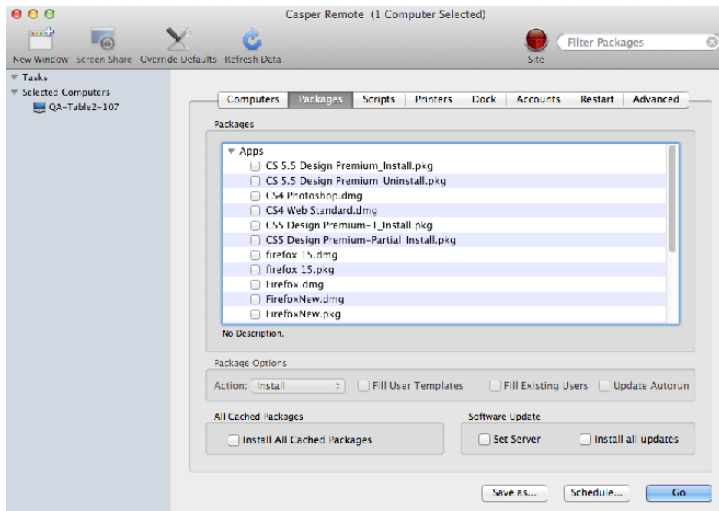 Casper Remote (1 Computer Selected)
New Window Screen Share Override Defaults Refresh Data Site Filter Packages
Tasks
Selected Computers
QA-Table2-107
Computers Packages Scripts Printers Dock Accounts Restart Advanced
Packages
Apps
CS 5.5 Design Premium_Install.pkg
CS 5.5 Design Premium-Uninstall.pkg
CS4 Photoshop.dmg
CS4 Web Standard.dmg
CS5 Design Premium-1_Install.pkg
CS5 Design Premium-Partial Install.pkg
firefox 15.dmg
firefox 15.pkg
Firefox.dmg
FirefoxNew.dmg
FirefoxNew.pkg
No Description.
Package Options
Action: Install Fill User Templates Fill Existing Users Update Autorun
All Cached Packages Software Update
Install All Cached Packages Set Server Install all updates
Save as... Schedule... Go